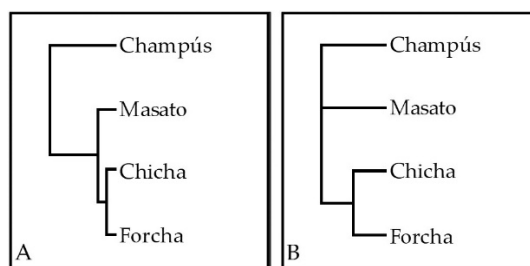 Champús
Masato
Chicha
Forcha
A
Champús
Masato
Chicha
Forcha
B